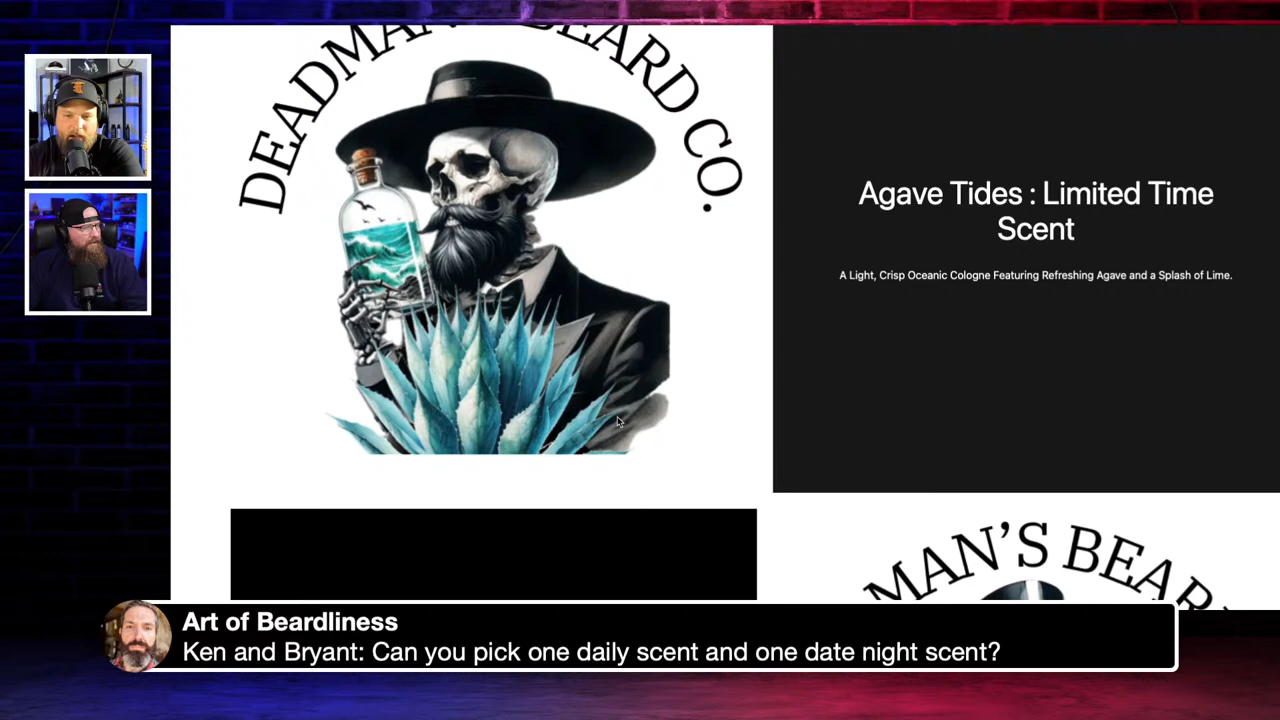 DEADMAN'S BEARD CO.
Agave Tides : Limited Time
Scent
A Light, Crisp Oceanic Cologne Featuring Refreshing Agave and a Splash of Lime.
MAN'S BEAR
Art of Beardliness
Ken and Bryant: Can you pick one daily scent and one date night scent?